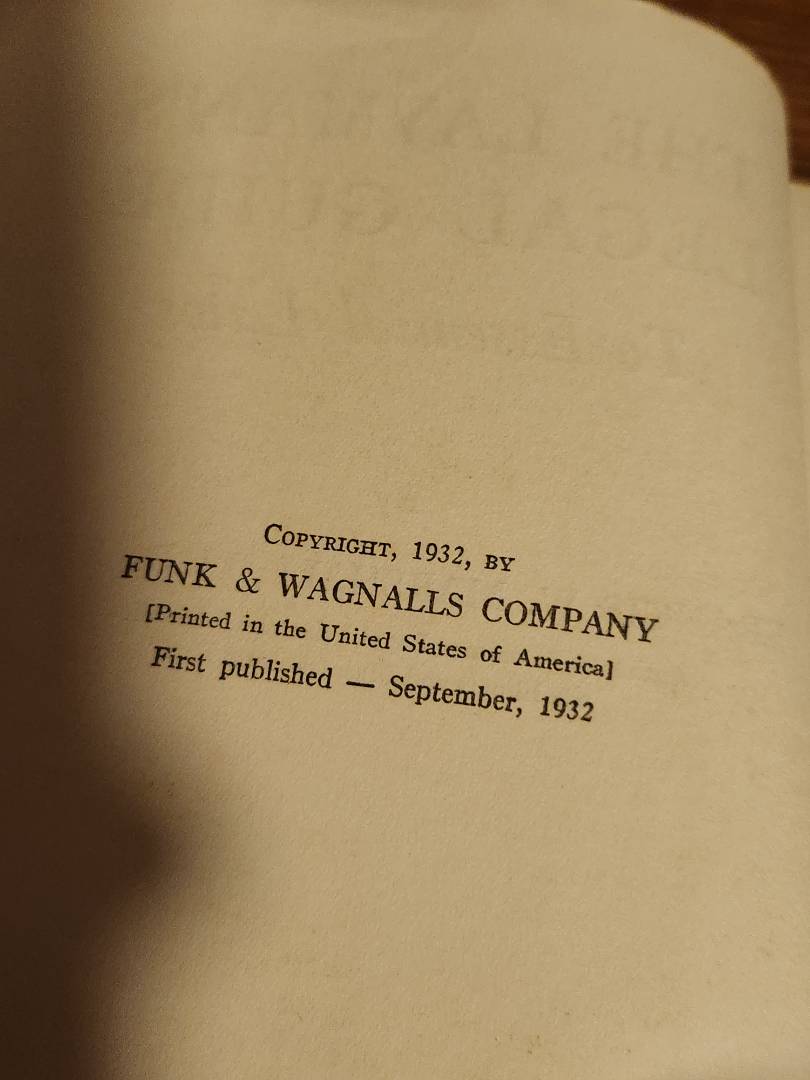 COPYRIGHT, 1932, BY
FUNK & WAGNALLS COMPANY
[Printed in the United States of America]
First published — September, 1932